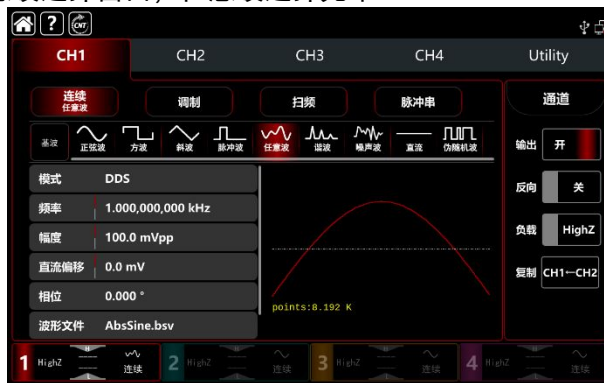 CNT
CH1 CH2 CH3 CH4 Utility
连续 任意波 调制 扫频 脉冲串 通道
基波 正弦波 方波 斜波 脉冲波 任意波 谐波 噪声波 直流 伪随机波
输出 开
模式 DDS
反向 关
频率 1.000,000,000 kHz
幅度 100.0 mVpp
负载 HighZ
直流偏移 0.0 mV
复制 CH1←CH2
相位 0.000 °
points:8.192 K
波形文件 AbsSine.bsv
1 HighZ 连续 2 HighZ 连续 3 HighZ 连续 4 HighZ 连续